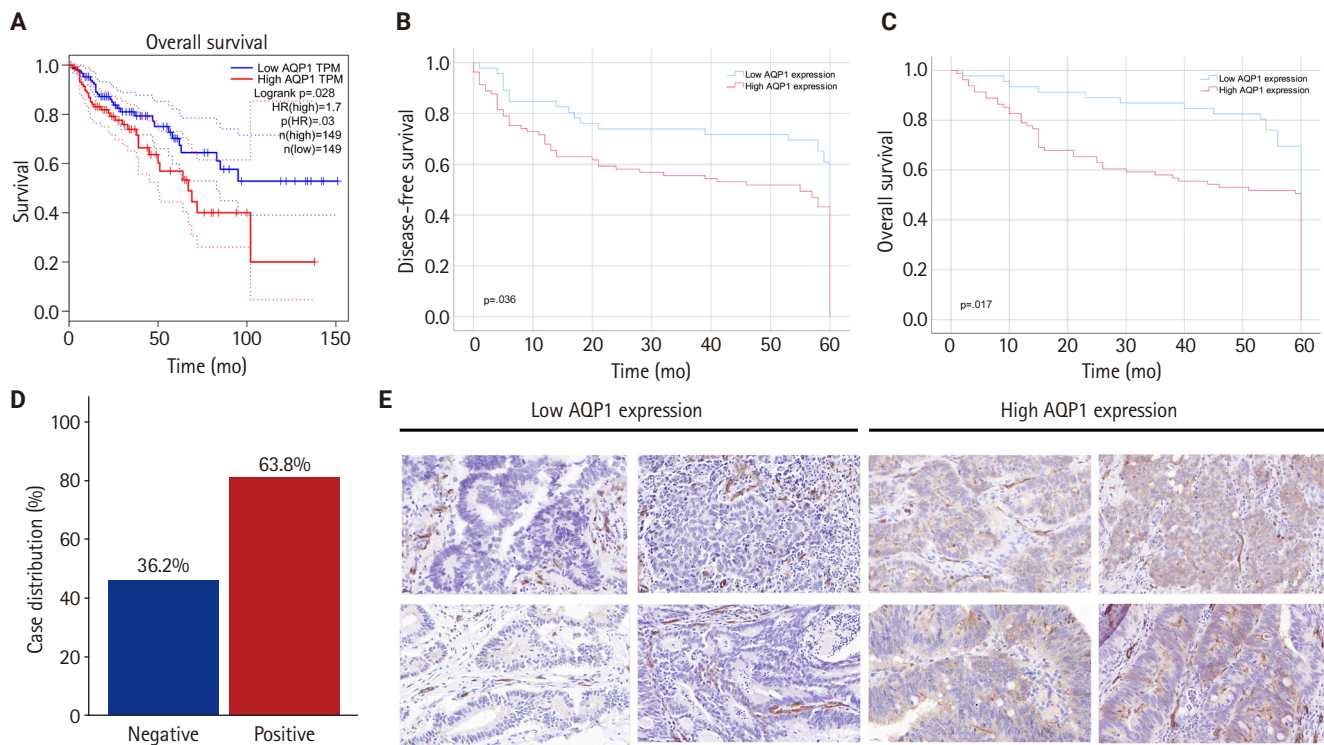 A
Overall survival
Low AQP1 TPM
High AQP1 TPM
Logrank p=.028
HR(high)=1.7
p(HR)=.03
n(high)=149
n(low)=149
1.0
0.8
0.6
0.4
0.2
0.0
Survival
0
50
100
150
Time (mo)
B
Low AQP1 expression
High AQP1 expression
1.0
0.8
0.6
0.4
0.2
0.0
Disease-free survival
p=.036
0
10
20
30
40
50
60
Time (mo)
C
Low AQP1 expression
High AQP1 expression
1.0
0.8
0.6
0.4
0.2
0.0
Overall survival
p=.017
0
10
20
30
40
50
60
Time (mo)
D
100
80
60
40
20
0
Case distribution (%)
36.2%
63.8%
Negative
Positive
E
Low AQP1 expression
High AQP1 expression